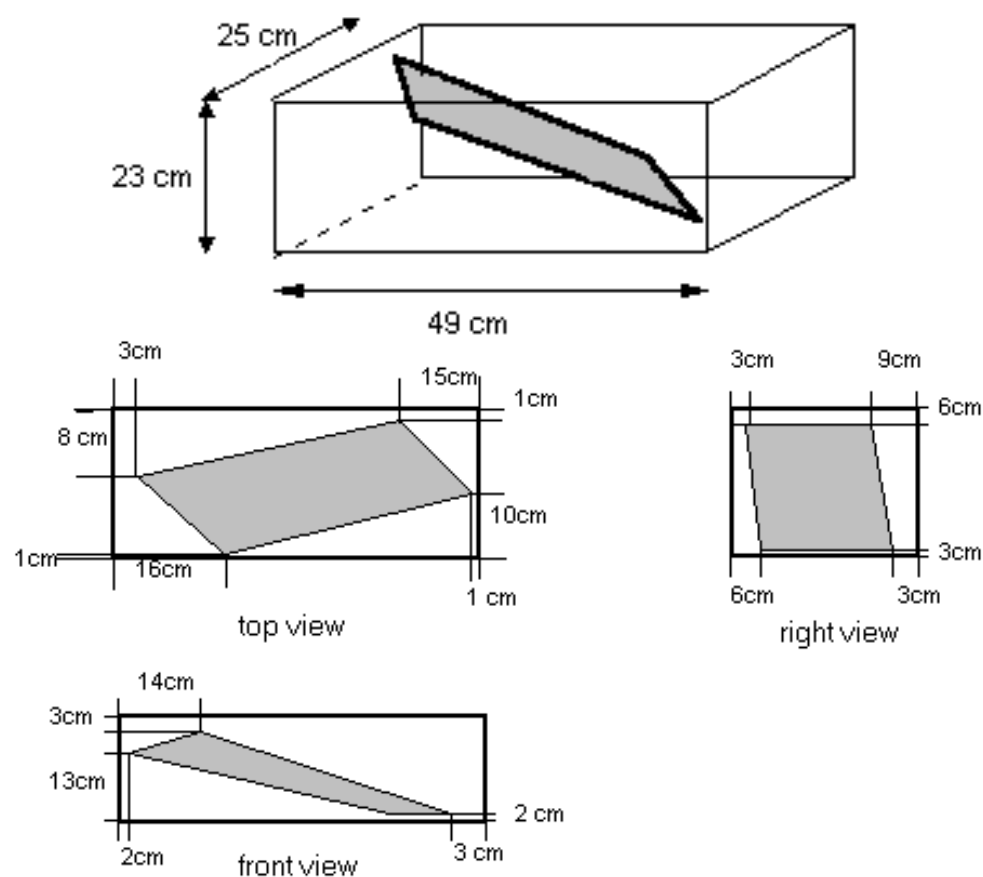 25 cm
23 cm
49 cm
3cm
15cm
1cm
8 cm
10cm
1cm
16cm
1 cm
top view
3cm
9cm
6cm
3cm
6cm
3cm
right view
14cm
3cm
13cm
2 cm
2cm
3 cm
front view